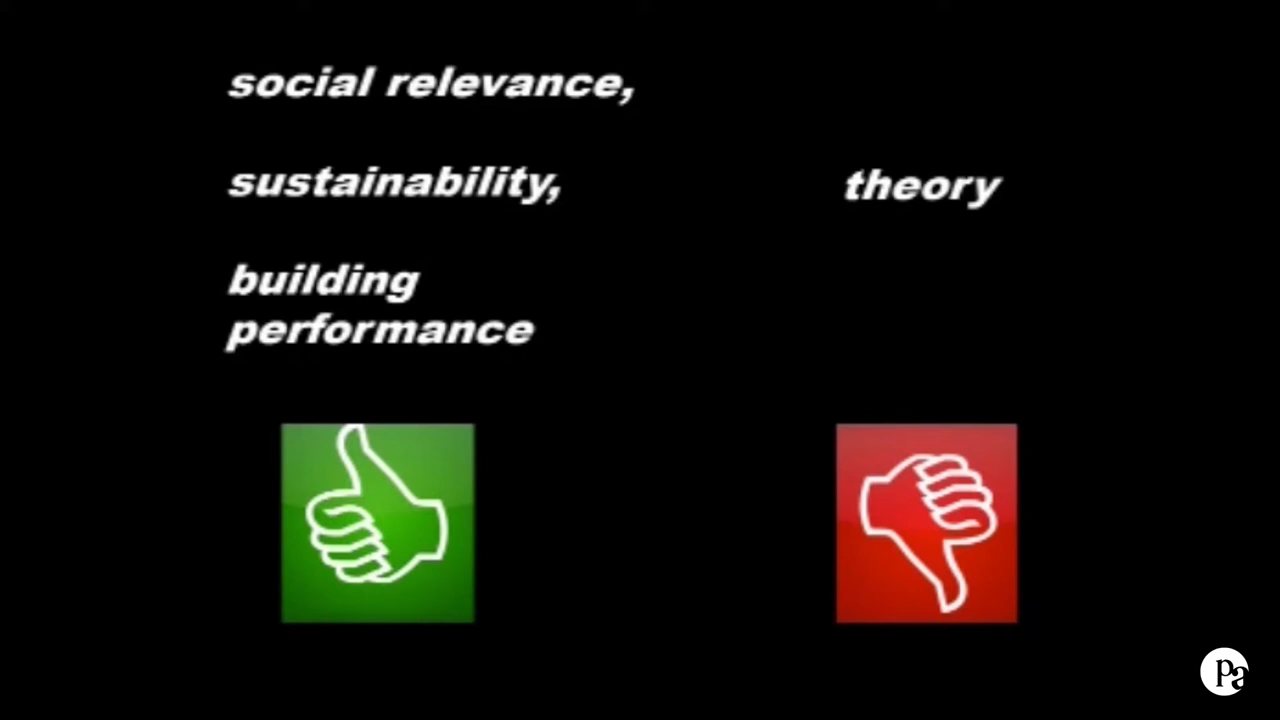 social relevance,
sustainability,
building
performance
theory
pa